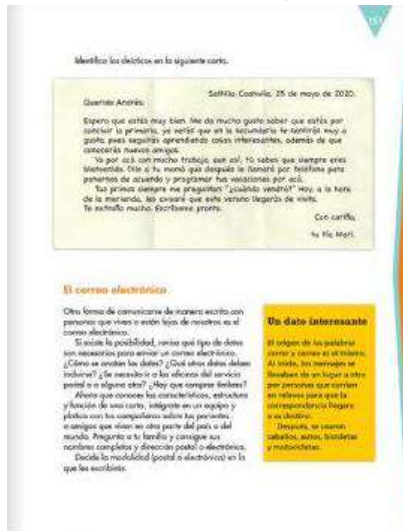 Identifica los deícticos en la siguiente carta.
Saltillo, Coahuila, 25 de mayo de 2020.
Querido Andrés:
Espero que estés muy bien. Me da mucho gusto saber que estás por
concluir la primaria, ya verás que en la secundaria te sentirás muy a
gusto, pues seguirás aprendiendo cosas interesantes, además de que
conocerás nuevos amigos.
Yo por acá con mucho trabajo, aun así, tú sabes que siempre eres
bienvenido. Dile a tu mamá que después le llamaré por teléfono para
ponernos de acuerdo y programar tus vacaciones por acá.
Tus primos siempre me preguntan: "¿cuándo vendrá?" Hoy, a la hora
de la merienda, les avisaré que este verano llegarás de visita.
Te extraño mucho. Escríbeme pronto.
Con cariño,
tu tía Mari.
El correo electrónico
Otra forma de comunicarse de manera escrita con
personas que viven o están lejos de nosotros es el
correo electrónico.
Si existe la posibilidad, revisa qué tipo de datos
son necesarios para enviar un correo electrónico.
¿Cómo se anotan los datos? ¿Qué otros datos deben
incluirse? ¿Se necesita ir a las oficinas del servicio
postal o a alguna otra? ¿Hay que comprar timbres?
Ahora que conoces las características, estructura
y función de una carta, intégrate en un equipo y
platica con tus compañeros sobre tus parientes
o amigos que viven en otra parte del país o del
mundo. Pregunta a tu familia y consigue sus
nombres completos y dirección postal o electrónica.
Decide la modalidad (postal o electrónica) en la
que les escribirás.
Un dato interesante
El origen de las palabras
correr y correo es el mismo.
Al inicio, los mensajes se
llevaban de un lugar a otro
por personas que corrían
en relevos para que la
correspondencia llegara
a su destino.
Después, se usaron
caballos, autos, bicicletas
y motocicletas.